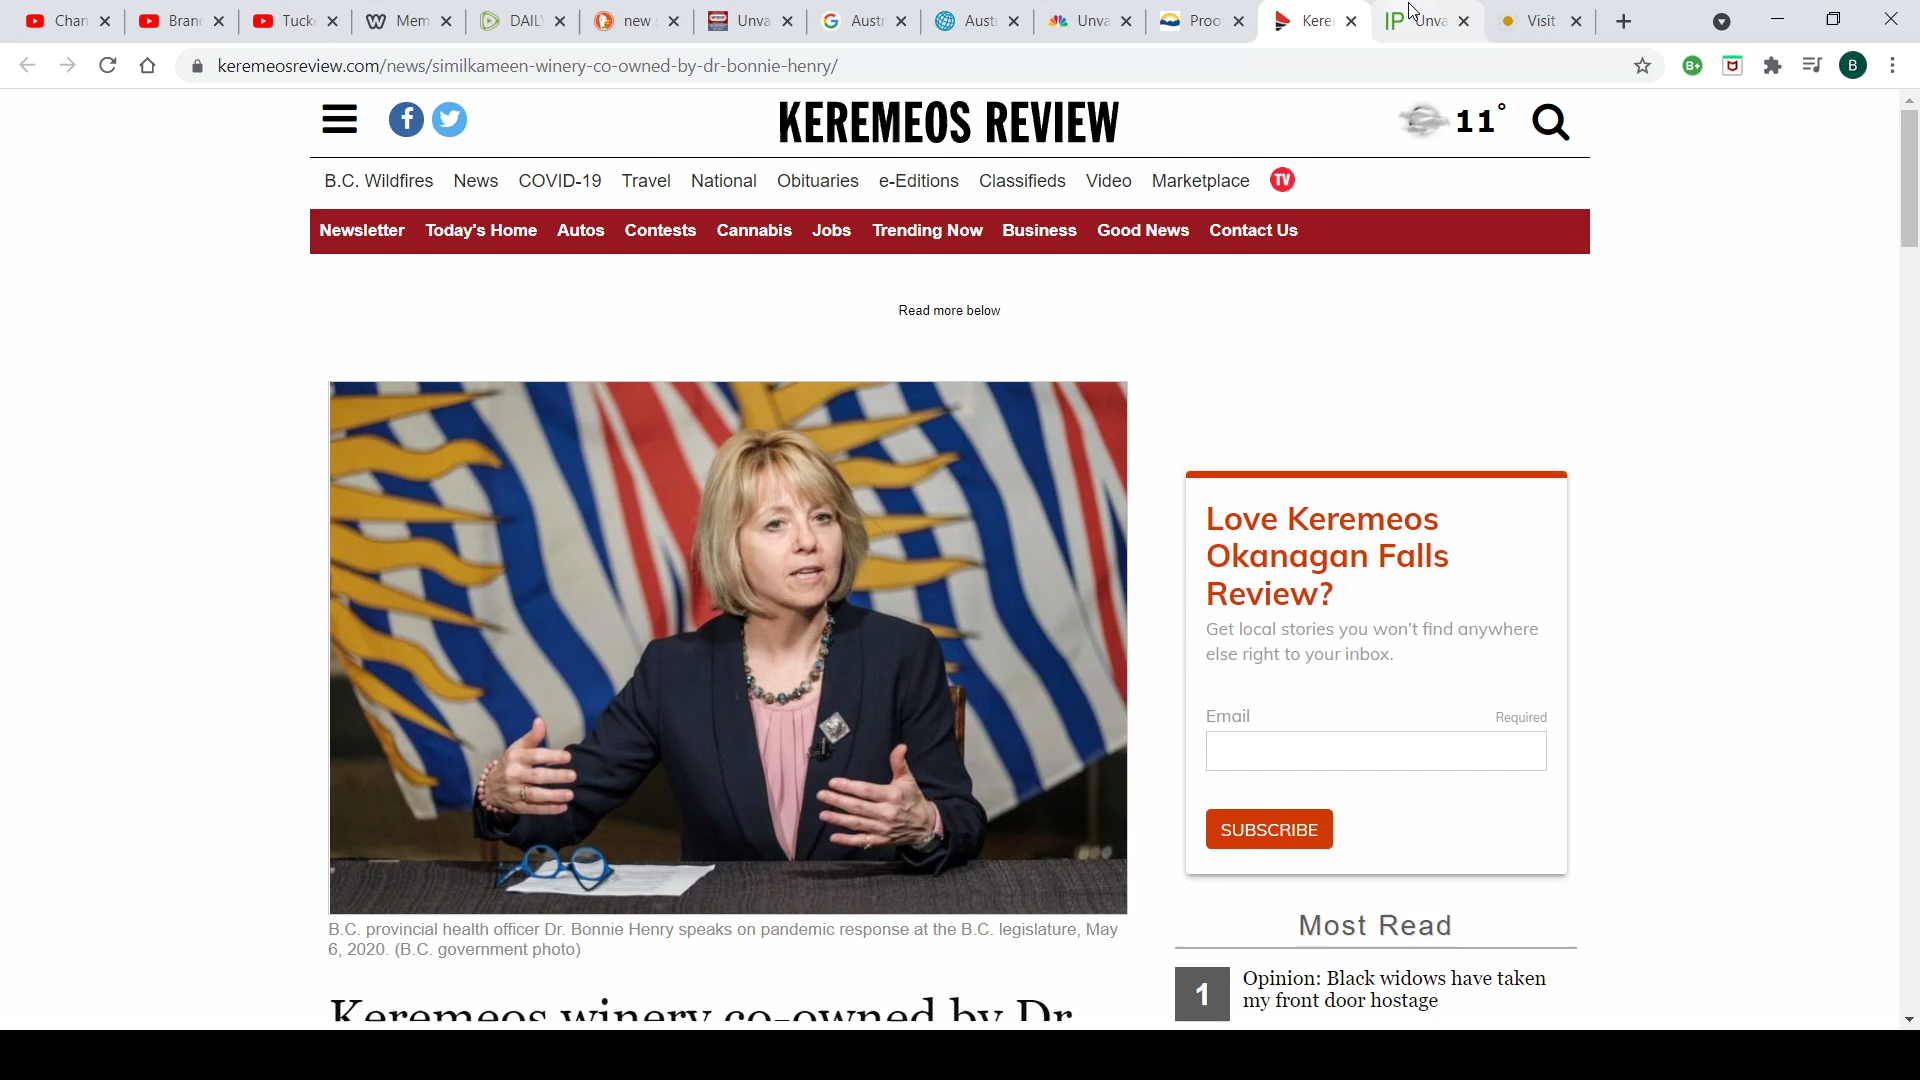 Chan
Branc
Tucke
Mem
DAILY
new s
Unva
Austr
Austr
Unva
Proo
Kere
Unva
Visit
keremeosreview.com/news/similkameen-winery-co-owned-by-dr-bonnie-henry/
B+
B
KEREMEOS REVIEW
11°
B.C. Wildfires News COVID-19 Travel National Obituaries e-Editions Classifieds Video Marketplace TV
Newsletter Today's Home Autos Contests Cannabis Jobs Trending Now Business Good News Contact Us
Read more below
B.C. provincial health officer Dr. Bonnie Henry speaks on pandemic response at the B.C. legislature, May
6, 2020. (B.C. government photo)
Keremeos winery co-owned by Dr
Love Keremeos
Okanagan Falls
Review?
Get local stories you won't find anywhere
else right to your inbox.
Email Required
SUBSCRIBE
Most Read
1
Opinion: Black widows have taken
my front door hostage